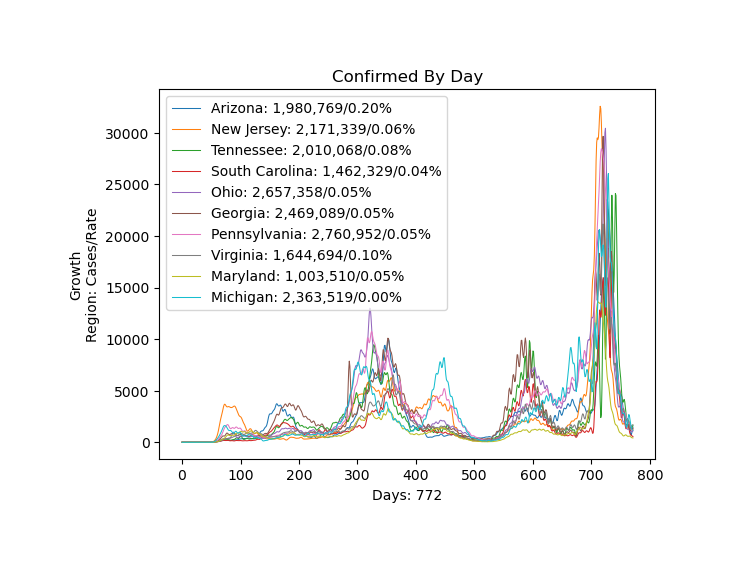 Confirmed By Day
Arizona: 1,980,769/0.20%
New Jersey: 2,171,339/0.06%
Tennessee: 2,010,068/0.08%
South Carolina: 1,462,329/0.04%
Ohio: 2,657,358/0.05%
Georgia: 2,469,089/0.05%
Pennsylvania: 2,760,952/0.05%
Virginia: 1,644,694/0.10%
Maryland: 1,003,510/0.05%
Michigan: 2,363,519/0.00%
30000
25000
20000
15000
10000
5000
0
Growth
Region: Cases/Rate
0 100 200 300 400 500 600 700 800
Days: 772